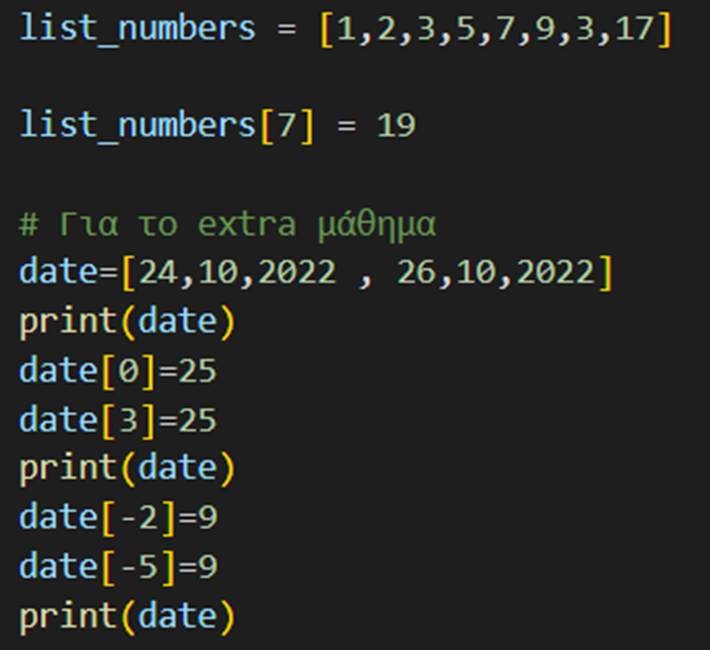 list_numbers = [1,2,3,5,7,9,3,17]
list_numbers[7] = 19
# Για το extra μάθημα
date=[24,10,2022 , 26,10,2022]
print(date)
date[0]=25
date[3]=25
print(date)
date[-2]=9
date[-5]=9
print(date)